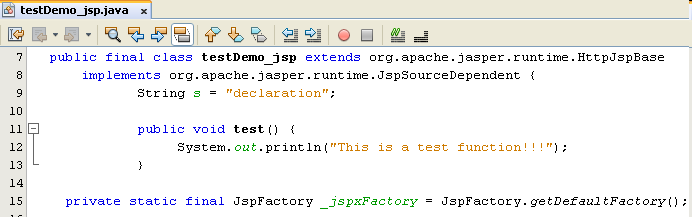 testDemo_jsp.java
7 public final class testDemo_jsp extends org.apache.jasper.runtime.HttpJspBase
8 implements org.apache.jasper.runtime.JspSourceDependent {
9 String s = "declaration";
10
11 public void test() {
12 System.out.println("This is a test function!!!");
13 }
14
15 private static final JspFactory _jspxFactory = JspFactory.getDefaultFactory();